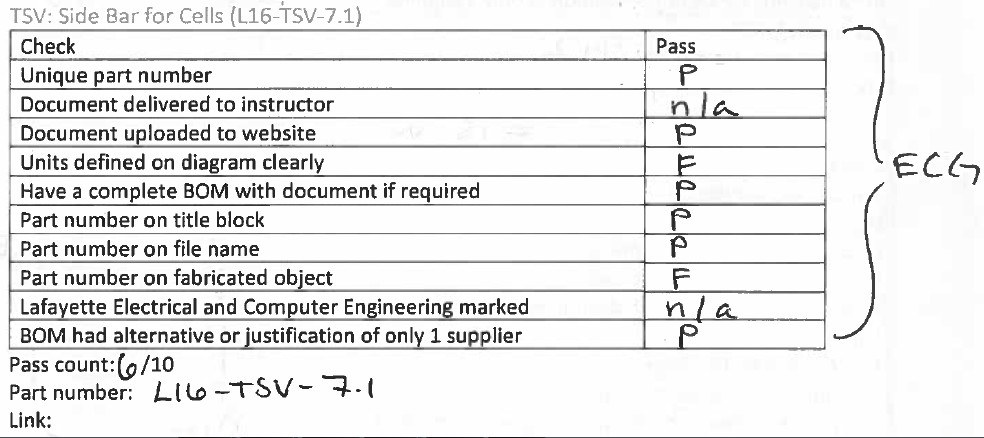 TSV: Side Bar for Cells (L16-TSV-7.1)
Check Pass
Unique part number P
Document delivered to instructor n/a
Document uploaded to website P
Units defined on diagram clearly F
Have a complete BOM with document if required P
Part number on title block P
Part number on file name P
Part number on fabricated object F
Lafayette Electrical and Computer Engineering marked n/a
BOM had alternative or justification of only 1 supplier P
ECG
Pass count: 6/10
Part number: L16-TSV-7.1
Link: